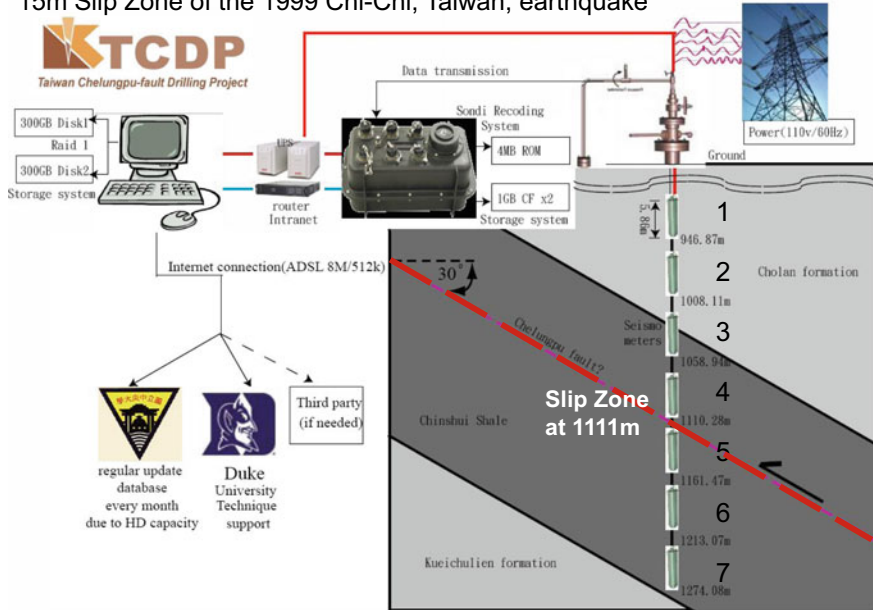 15m Slip Zone of the 1999 Chi-Chi, Taiwan, earthquake
TCDP
Taiwan Chelungpu-fault Drilling Project
300GB Disk1
Raid 1
300GB Disk2
Storage system
UPS
router
Intranet
Data transmission
Sondi Recoding
System
4MB ROM
1GB CF x2
Storage system
Power(110v/60Hz)
Ground
5.86m
1
946.87m
2
Cholan formation
1008.11m
Seismo
meters
3
1058.94m
4
1110.28m
5
1161.47m
6
1213.07m
7
1274.08m
Internet connection(ADSL 8M/512k)
30°
Chelungpu fault?
Slip Zone
at 1111m
Chinshui Shale
Kueichulien formation
regular update
database
every month
due to HD capacity
Duke
University
Technique
support
Third party
(if needed)